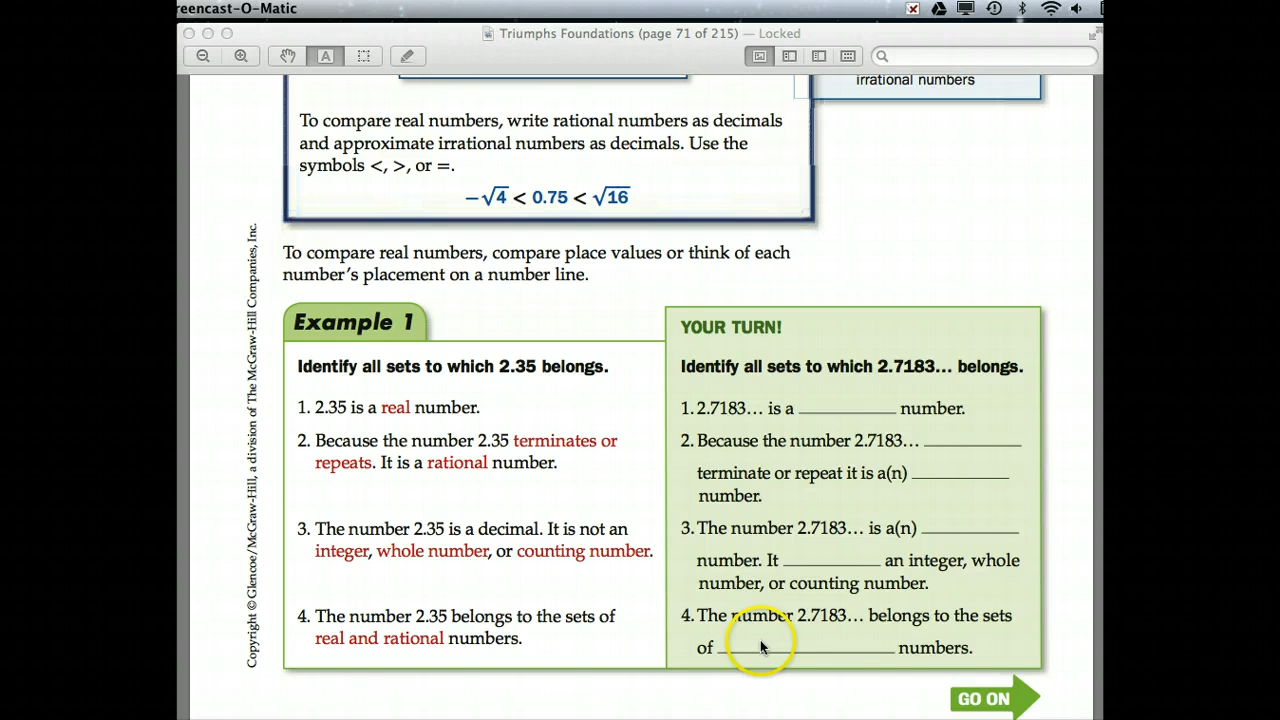 reencast-O-Matic
Triumphs Foundations (page 71 of 215) — Locked
A
irrational numbers
To compare real numbers, write rational numbers as decimals
and approximate irrational numbers as decimals. Use the
symbols <, >, or =.
−√4 < 0.75 < √16
To compare real numbers, compare place values or think of each
number's placement on a number line.
Copyright © Glencoe/McGraw-Hill, a division of The McGraw-Hill Companies, Inc.
Example 1
Identify all sets to which 2.35 belongs.
1. 2.35 is a real number.
2. Because the number 2.35 terminates or
repeats. It is a rational number.
3. The number 2.35 is a decimal. It is not an
integer, whole number, or counting number.
4. The number 2.35 belongs to the sets of
real and rational numbers.
YOUR TURN!
Identify all sets to which 2.7183... belongs.
1. 2.7183... is a __________ number.
2. Because the number 2.7183... __________
terminate or repeat it is a(n) __________
number.
3. The number 2.7183... is a(n) __________
number. It __________ an integer, whole
number, or counting number.
4. The number 2.7183... belongs to the sets
of __________________ numbers.
GO ON